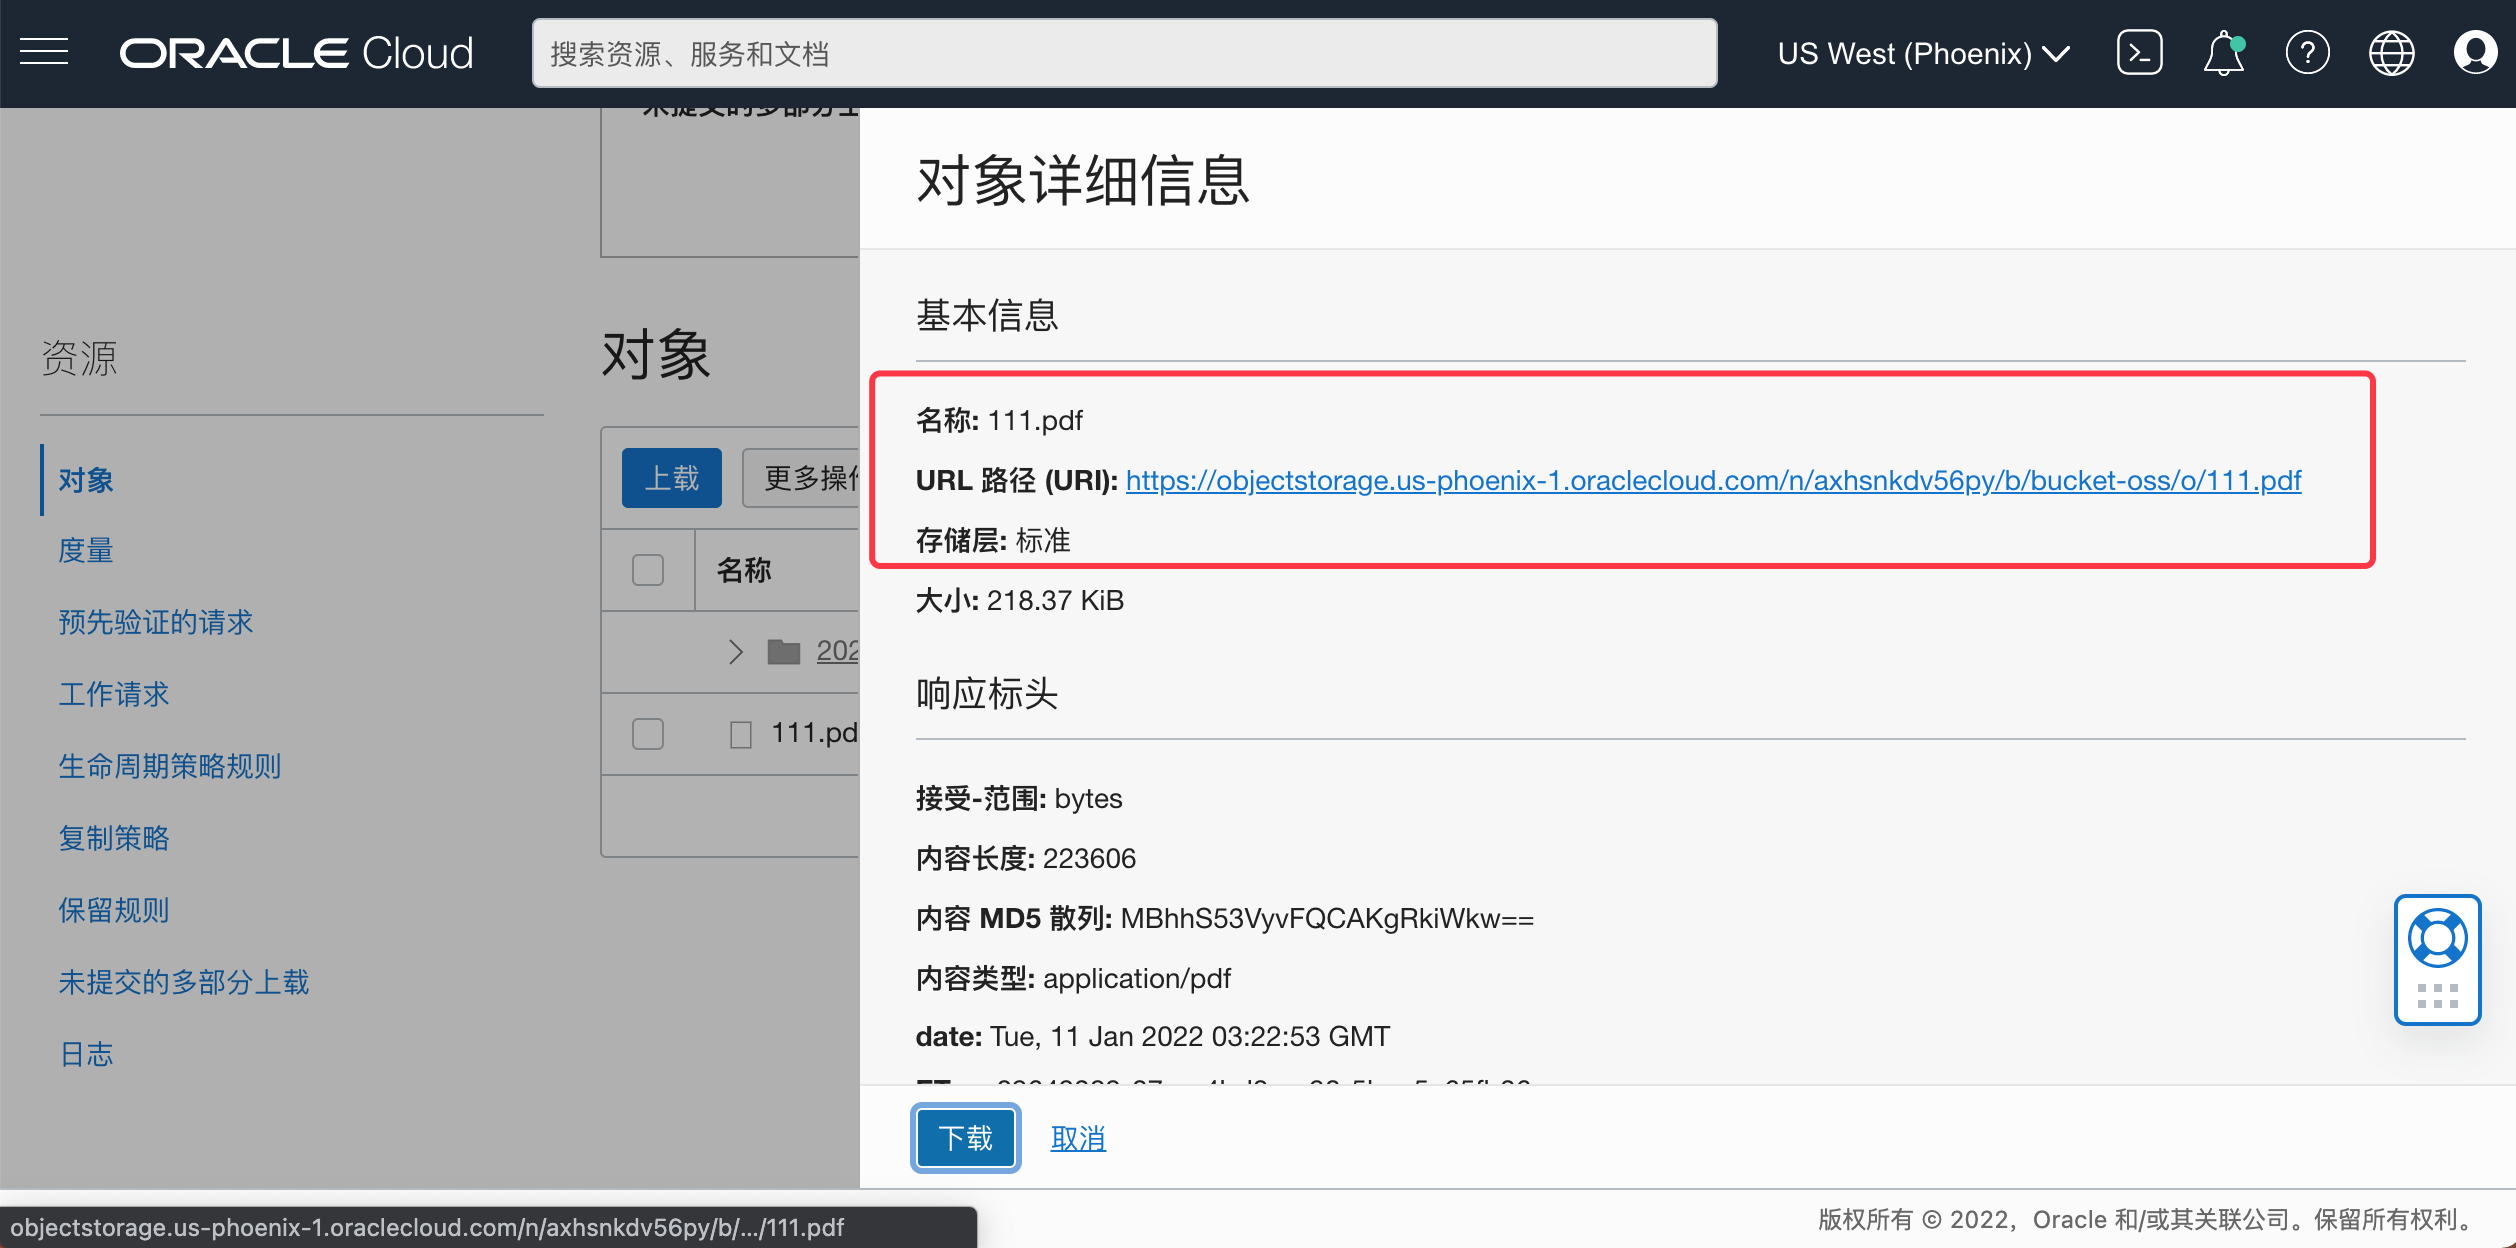 ORACLE Cloud
搜索资源、服务和文档
US West (Phoenix)
资源
对象
度量
预先验证的请求
工作请求
生命周期策略规则
复制策略
保留规则
未提交的多部分上载
日志
未提交的多部分上
对象
上载
更多操作
名称
202
111.pd
对象详细信息
基本信息
名称: 111.pdf
URL 路径 (URI): https://objectstorage.us-phoenix-1.oraclecloud.com/n/axhsnkdv56py/b/bucket-oss/o/111.pdf
存储层: 标准
大小: 218.37 KiB
响应标头
接受-范围: bytes
内容长度: 223606
内容 MD5 散列: MBhhS53VyvFQCAKgRkiWkw==
内容类型: application/pdf
date: Tue, 11 Jan 2022 03:22:53 GMT
下载
取消
版权所有 © 2022，Oracle 和/或其关联公司。保留所有权利。
objectstorage.us-phoenix-1.oraclecloud.com/n/axhsnkdv56py/b/.../111.pdf